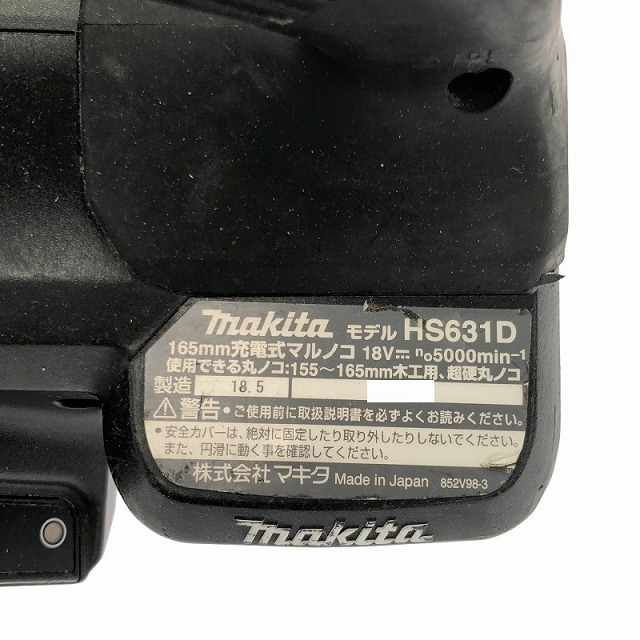 makita モデル HS631D
165mm充電式マルノコ 18V⎓ n₀5000min⁻¹
使用できる丸ノコ:155～165mm木工用、超硬丸ノコ
製造 18.5
⚠警告・ご使用前に取扱説明書を必ずよくお読みください。
・安全カバーは、絶対に固定したり取り外したりしないでください。
また、円滑に動く事を確認してください。
株式会社マキタ Made in Japan 852V98-3
makita